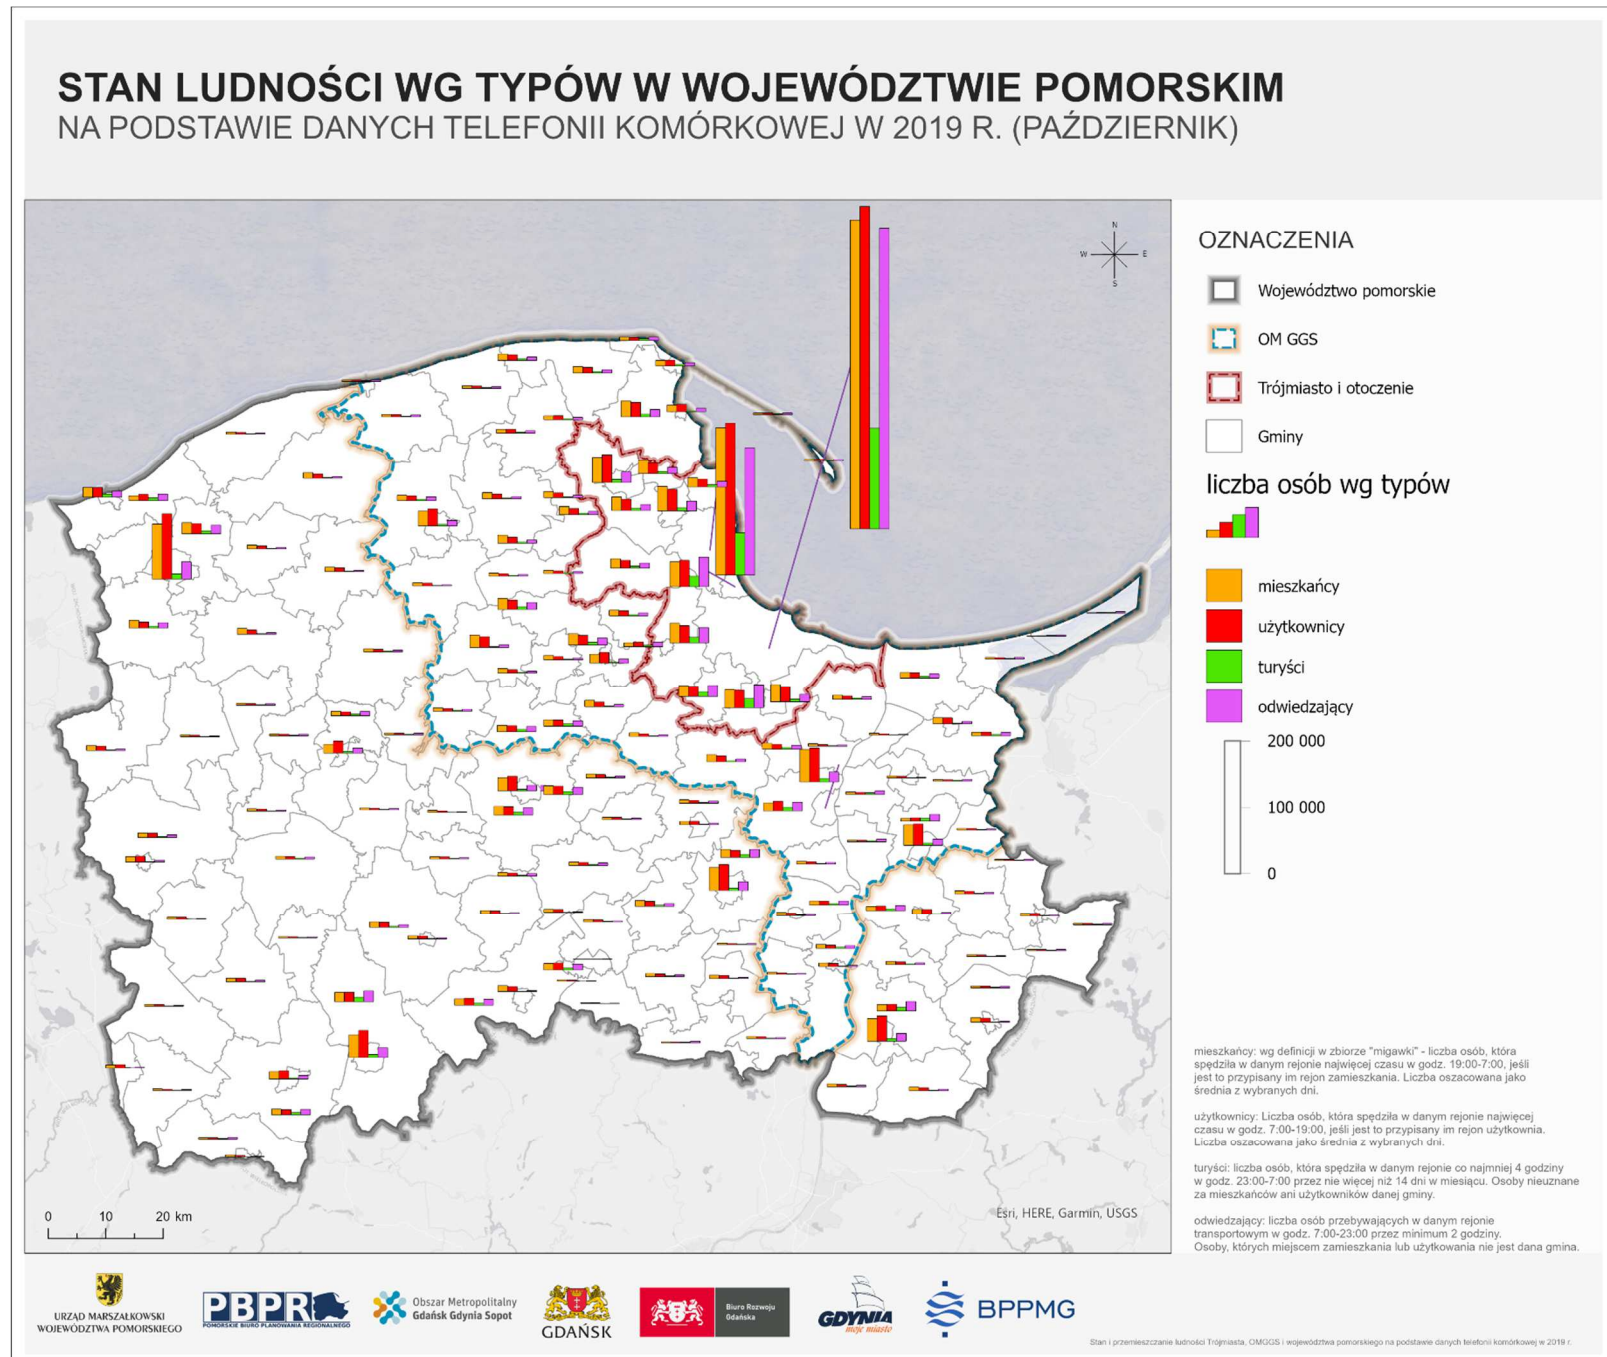 STAN LUDNOŚCI WG TYPÓW W WOJEWÓDZTWIE POMORSKIM
NA PODSTAWIE DANYCH TELEFONII KOMÓRKOWEJ W 2019 R. (PAŹDZIERNIK)
N
W E
S
OZNACZENIA
Województwo pomorskie
OM GGS
Trójmiasto i otoczenie
Gminy
liczba osób wg typów
mieszkańcy
użytkownicy
turyści
odwiedzający
200 000
100 000
0
mieszkańcy: wg definicji w zbiorze "migawki" - liczba osób, która
spędziła w danym rejonie najwięcej czasu w godz. 19:00-7:00, jeśli
jest to przypisany im rejon zamieszkania. Liczba oszacowana jako
średnia z wybranych dni.
użytkownicy: Liczba osób, która spędziła w danym rejonie najwięcej
czasu w godz. 7:00-19:00, jeśli jest to przypisany im rejon użytkownia.
Liczba oszacowana jako średnia z wybranych dni.
turyści: liczba osób, która spędziła w danym rejonie co najmniej 4 godziny
w godz. 23:00-7:00 przez nie więcej niż 14 dni w miesiącu. Osoby nieuznane
za mieszkańców ani użytkowników danej gminy.
odwiedzający: liczba osób przebywających w danym rejonie
transportowym w godz. 7:00-23:00 przez minimum 2 godziny.
Osoby, których miejscem zamieszkania lub użytkowania nie jest dana gmina.
0 10 20 km
Esri, HERE, Garmin, USGS
URZĄD MARSZAŁKOWSKI
WOJEWÓDZTWA POMORSKIEGO
PBPR
POMORSKIE BIURO PLANOWANIA REGIONALNEGO
Obszar Metropolitalny
Gdańsk Gdynia Sopot
GDAŃSK
Biuro Rozwoju
Gdańska
GDYNIA
moje miasto
BPPMG
Stan i przemieszczanie ludności Trójmiasta, OMGGS i województwa pomorskiego na podstawie danych telefonii komórkowej w 2019 r.